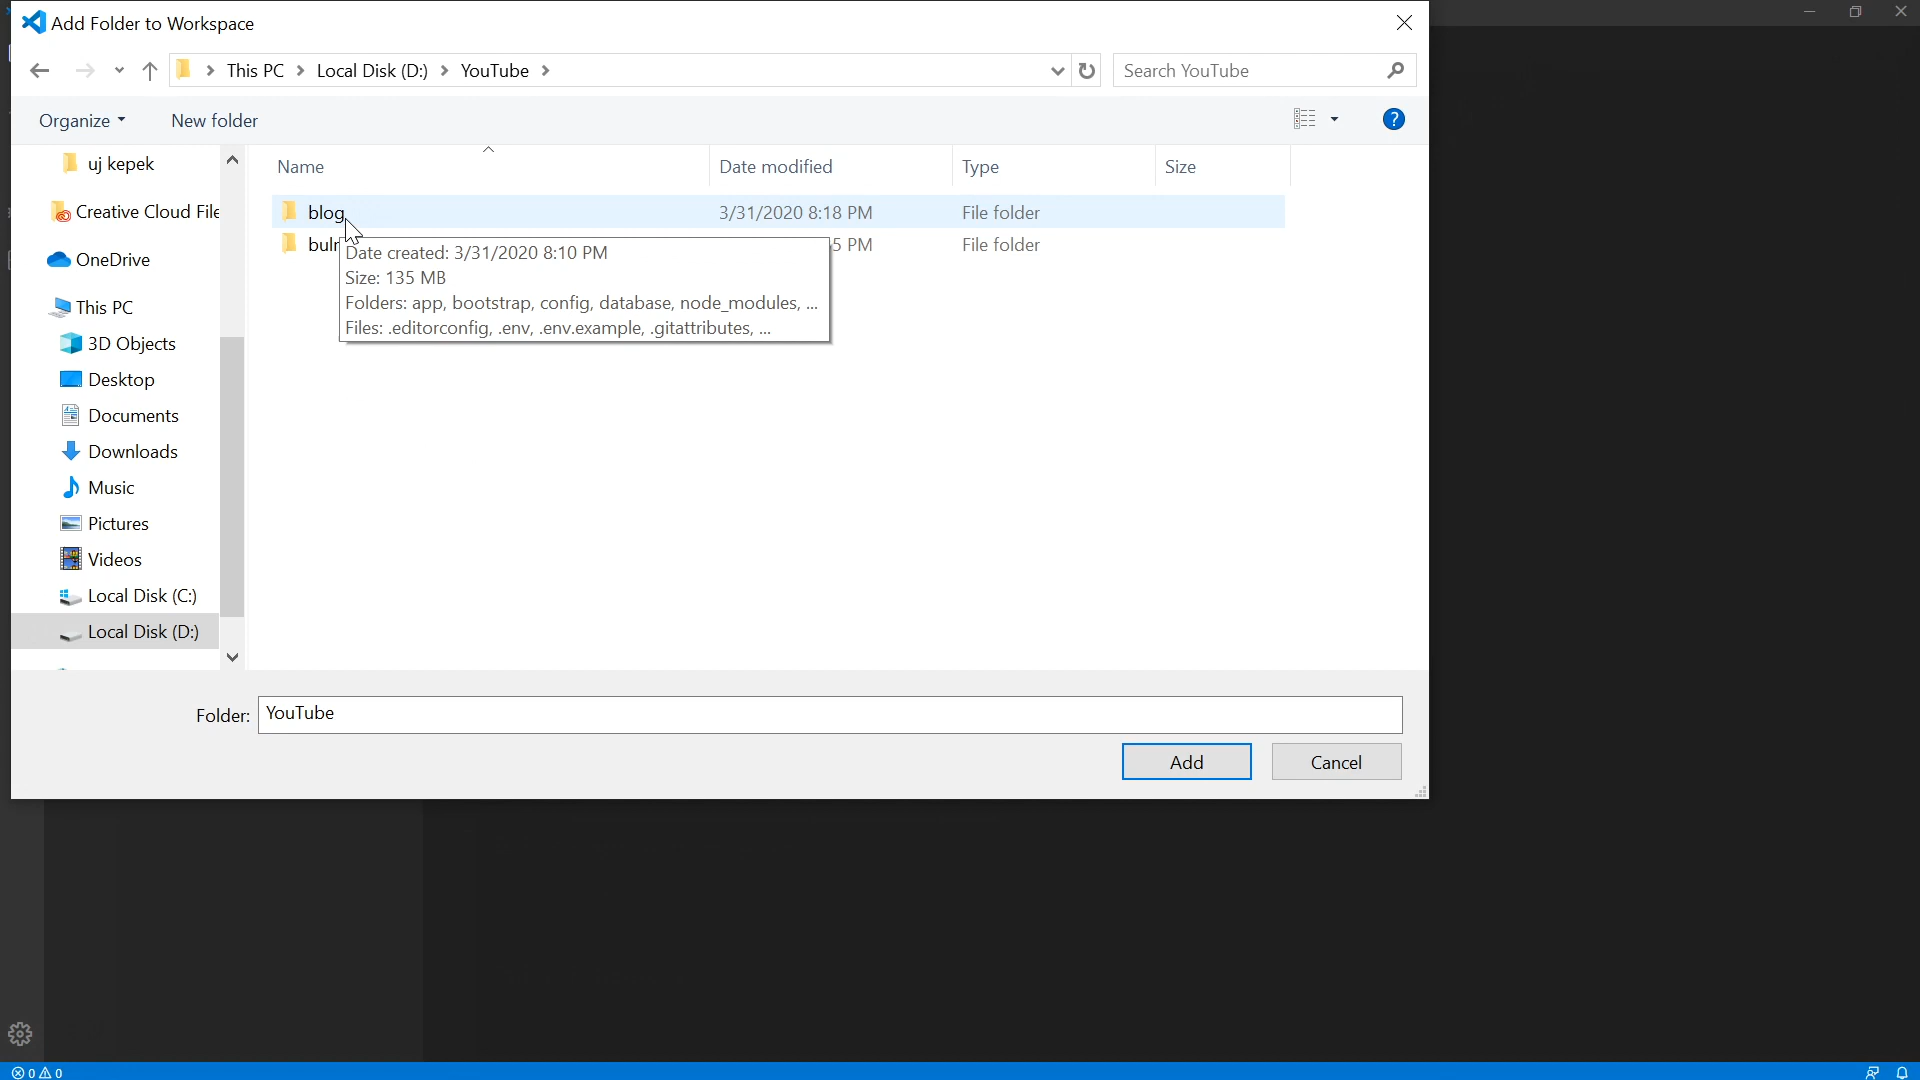 Add Folder to Workspace
This PC Local Disk (D:) YouTube
Search YouTube
Organize New folder
?
uj kepek
Creative Cloud File
OneDrive
This PC
3D Objects
Desktop
Documents
Downloads
Music
Pictures
Videos
Local Disk (C:)
Local Disk (D:)
Name Date modified Type Size
blog 3/31/2020 8:18 PM File folder
5 PM File folder
Date created: 3/31/2020 8:10 PM
Size: 135 MB
Folders: app, bootstrap, config, database, node_modules, ...
Files: .editorconfig, .env, .env.example, .gitattributes, ...
Folder: YouTube
Add Cancel
0 0